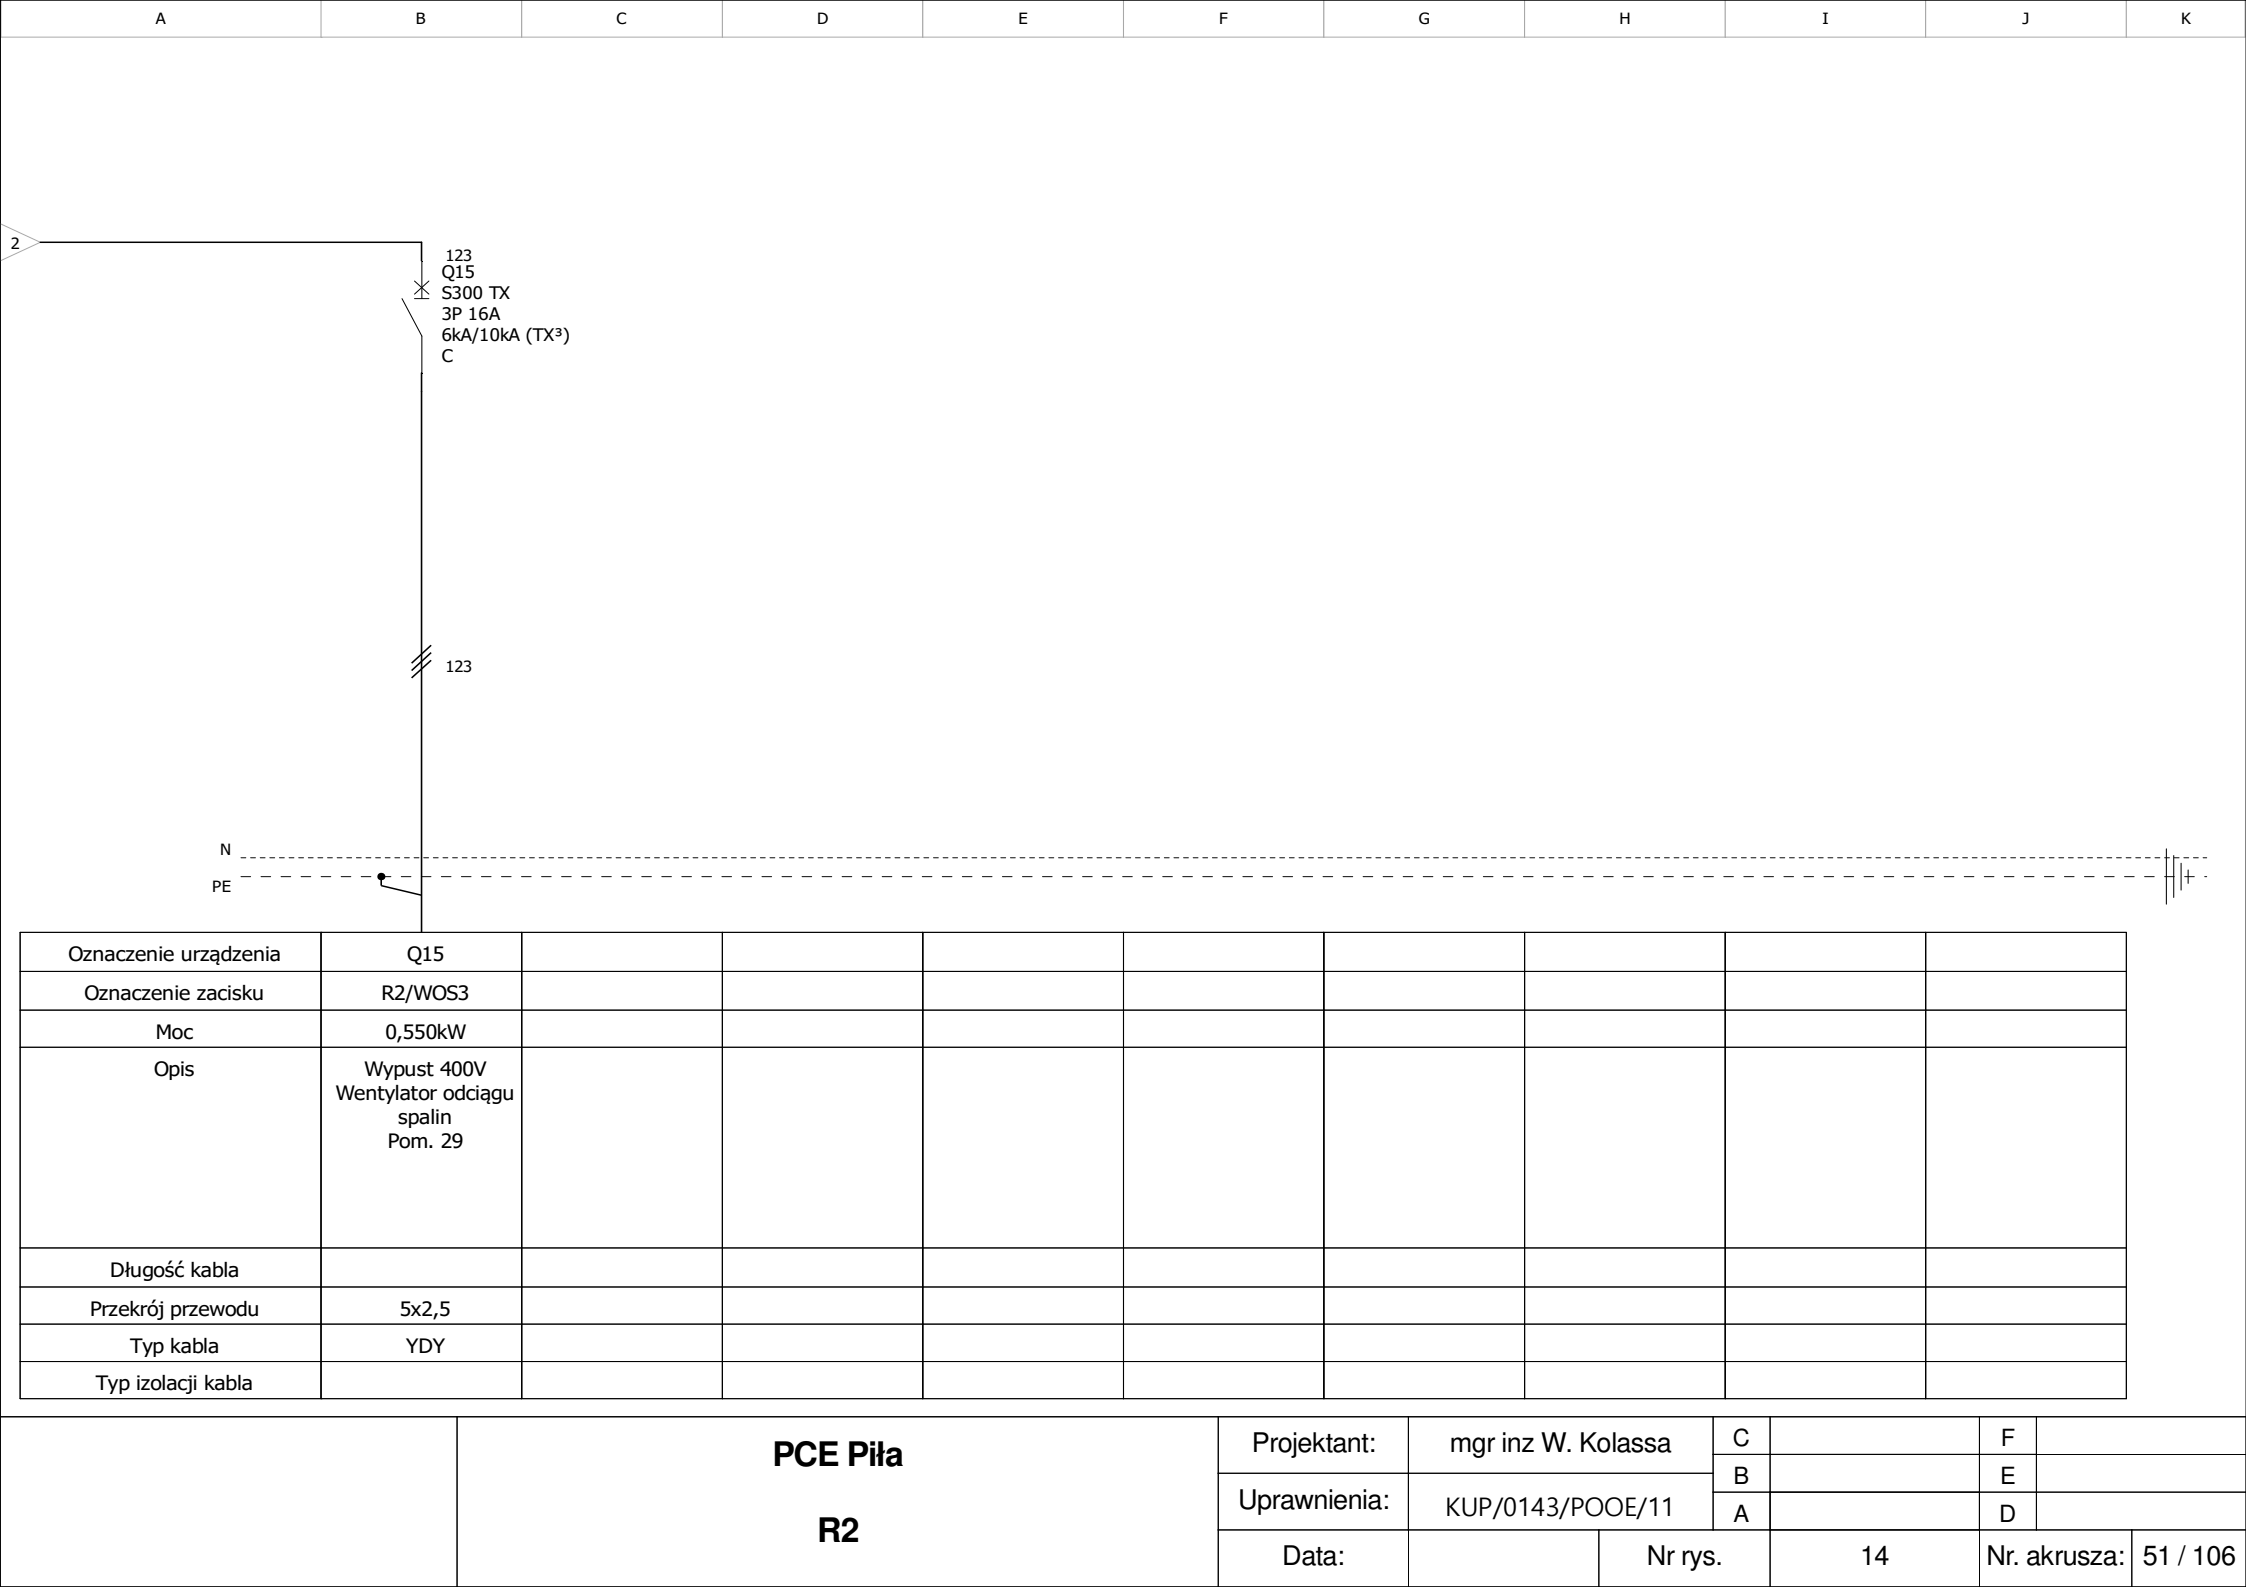 A B C D E F G H I J K
2
123
Q15
S300 TX
3P 16A
6kA/10kA (TX³)
C
123
N
PE
Oznaczenie urządzenia Q15
Oznaczenie zacisku R2/WOS3
Moc 0,550kW
Opis Wypust 400V
Wentylator odciągu
spalin
Pom. 29
Długość kabla
Przekrój przewodu 5x2,5
Typ kabla YDY
Typ izolacji kabla
PCE Piła
R2
Projektant: mgr inz W. Kolassa
Uprawnienia: KUP/0143/POOE/11
C F
B E
A D
Data: Nr rys. 14 Nr. akrusza: 51 / 106